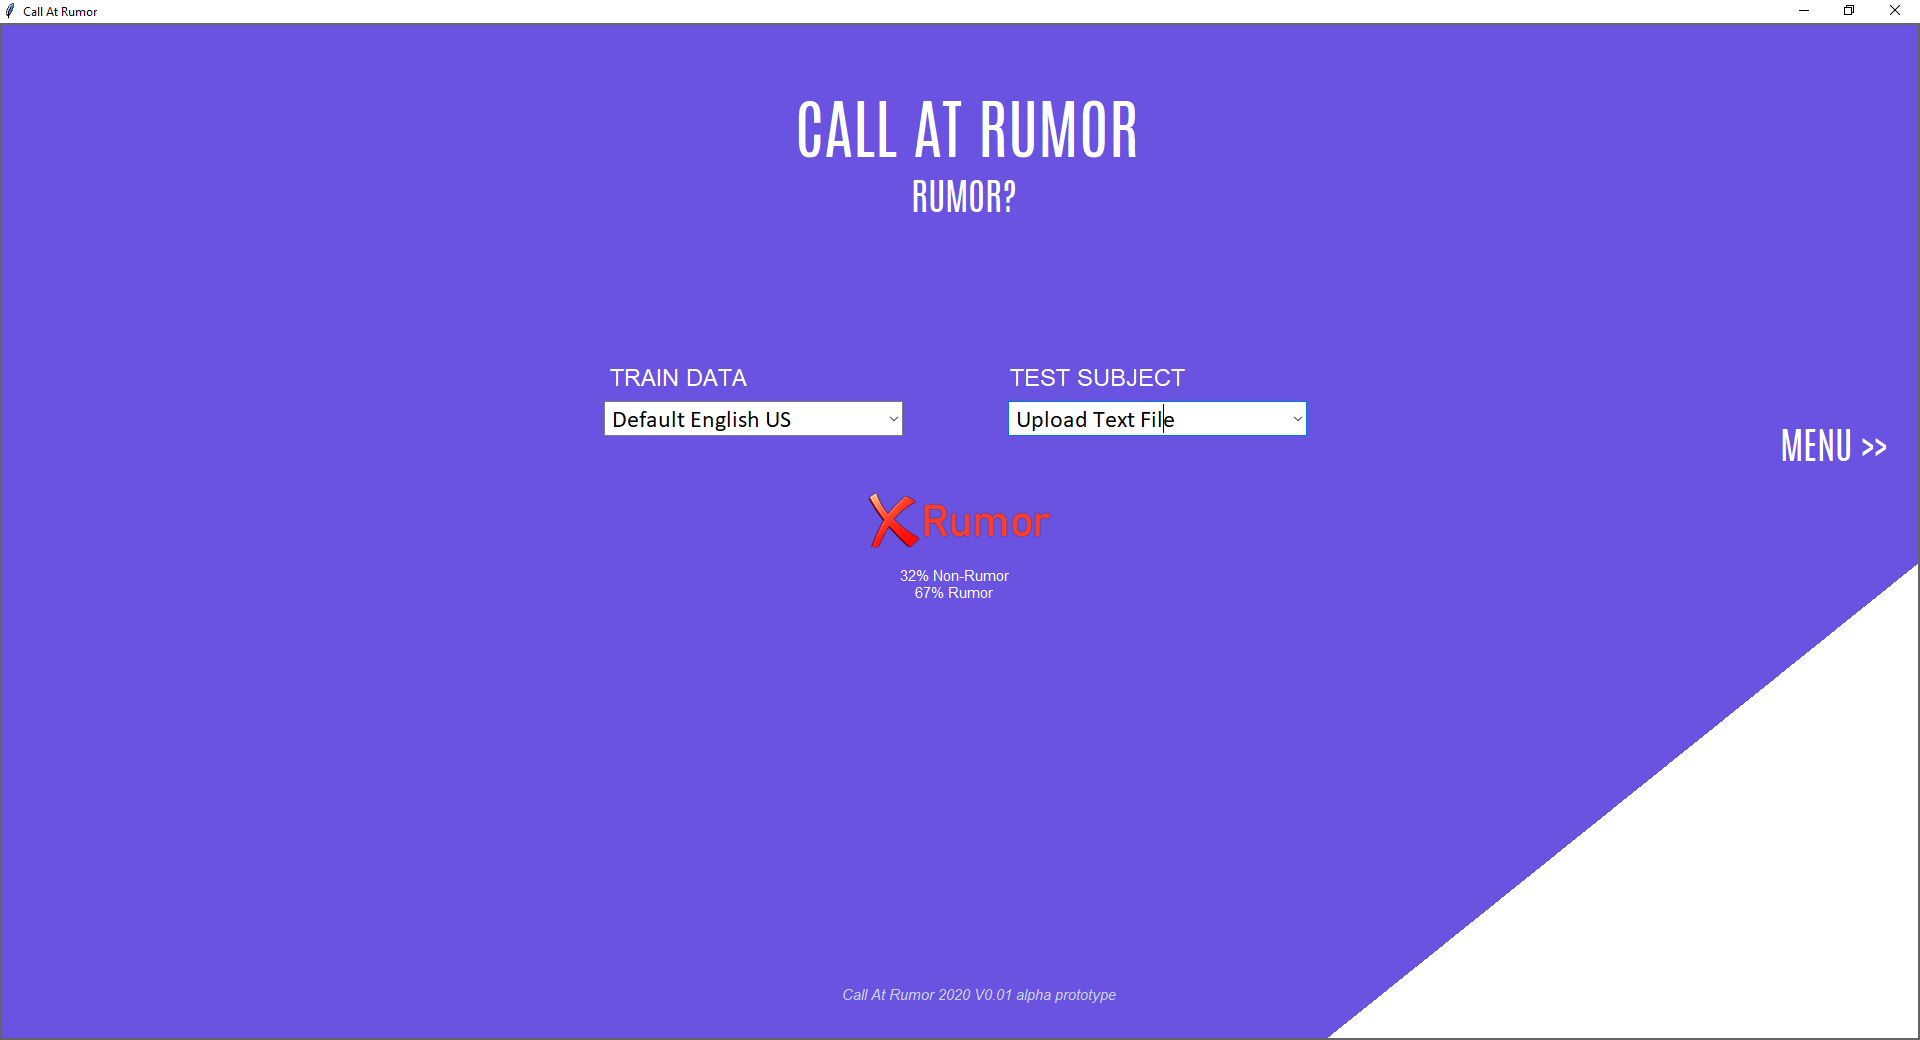 Call At Rumor
CALL AT RUMOR
RUMOR?
TRAIN DATA
TEST SUBJECT
Default English US
Upload Text File
MENU >>
Rumor
32% Non-Rumor
67% Rumor
Call At Rumor 2020 V0.01 alpha prototype